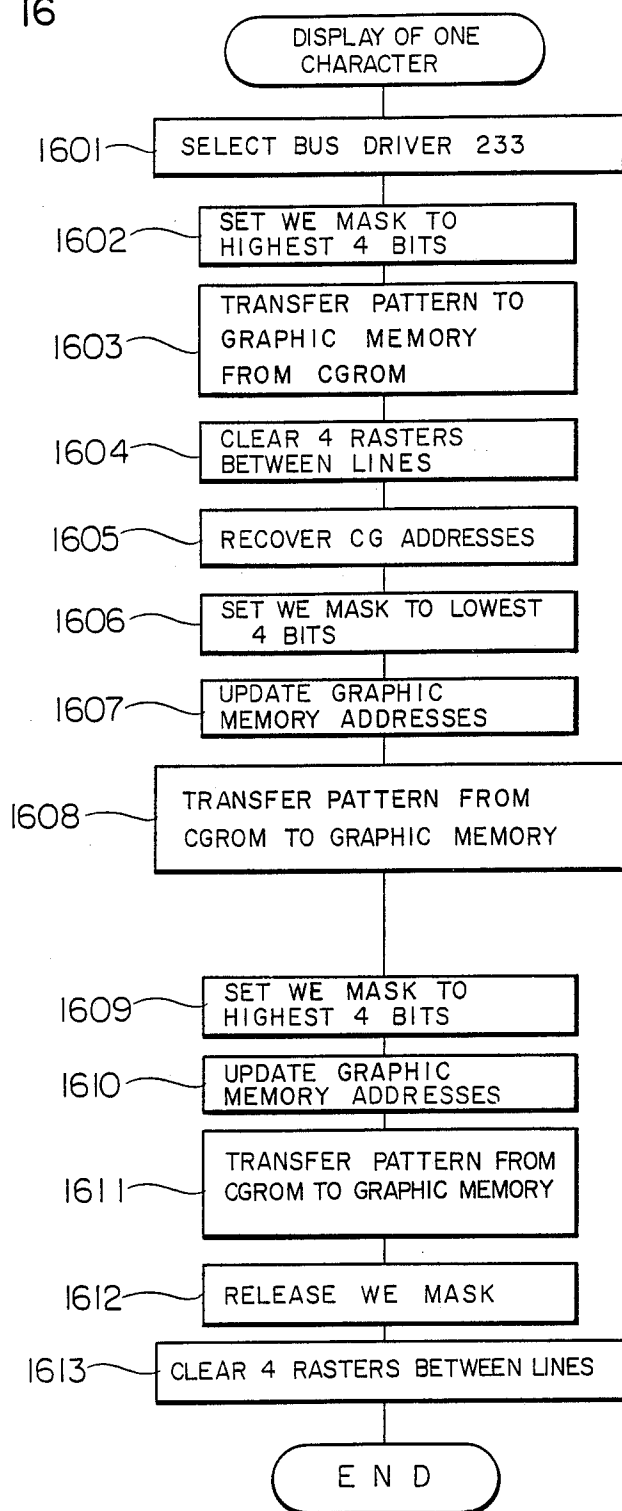 16
DISPLAY OF ONE
CHARACTER
1601
SELECT BUS DRIVER 233
1602
SET WE MASK TO
HIGHEST 4 BITS
1603
TRANSFER PATTERN TO
GRAPHIC MEMORY
FROM CGROM
1604
CLEAR 4 RASTERS
BETWEEN LINES
1605
RECOVER CG ADDRESSES
1606
SET WE MASK TO LOWEST
4 BITS
1607
UPDATE GRAPHIC
MEMORY ADDRESSES
1608
TRANSFER PATTERN FROM
CGROM TO GRAPHIC MEMORY
1609
SET WE MASK TO
HIGHEST 4 BITS
1610
UPDATE GRAPHIC
MEMORY ADDRESSES
1611
TRANSFER PATTERN FROM
CGROM TO GRAPHIC MEMORY
1612
RELEASE WE MASK
1613
CLEAR 4 RASTERS BETWEEN LINES
END